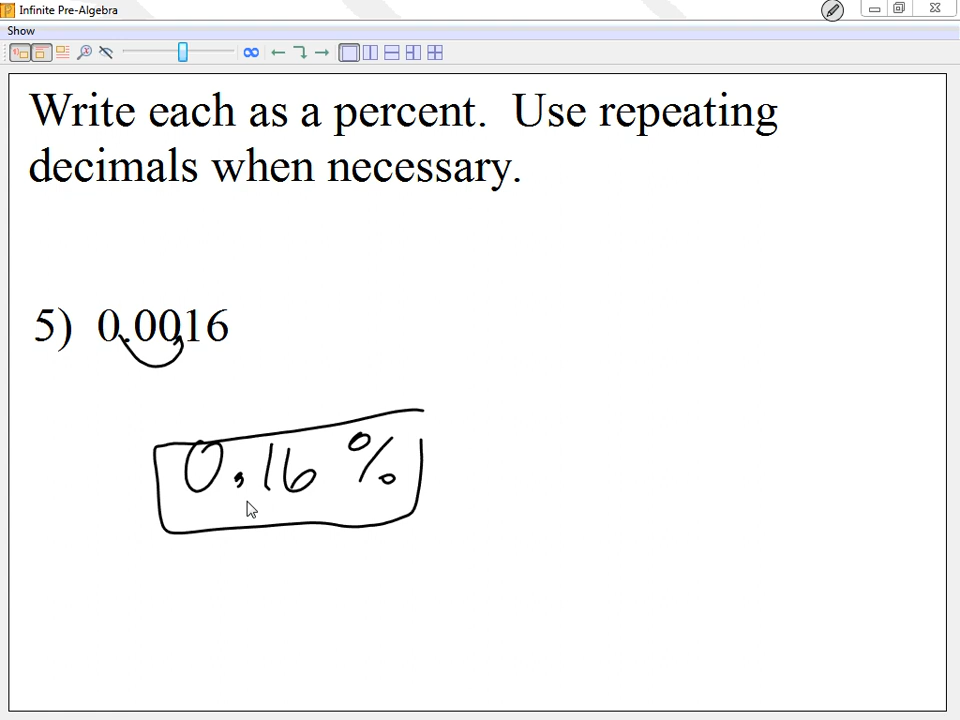 Infinite Pre-Algebra
Show
Write each as a percent.  Use repeating
decimals when necessary.
5)  0.0016
0.16 %